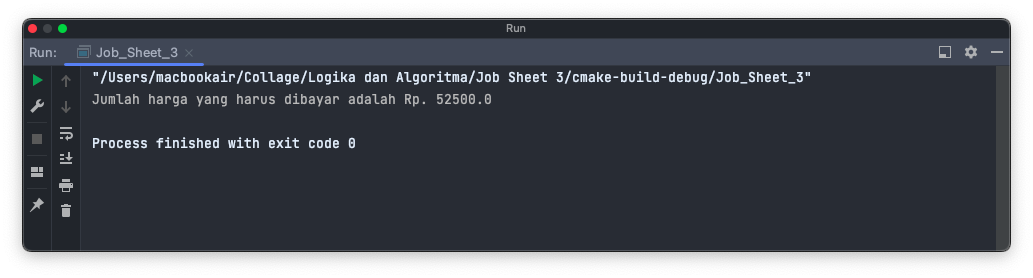 Run
Run: Job_Sheet_3
"/Users/macbookair/Collage/Logika dan Algoritma/Job Sheet 3/cmake-build-debug/Job_Sheet_3"
Jumlah harga yang harus dibayar adalah Rp. 52500.0
Process finished with exit code 0